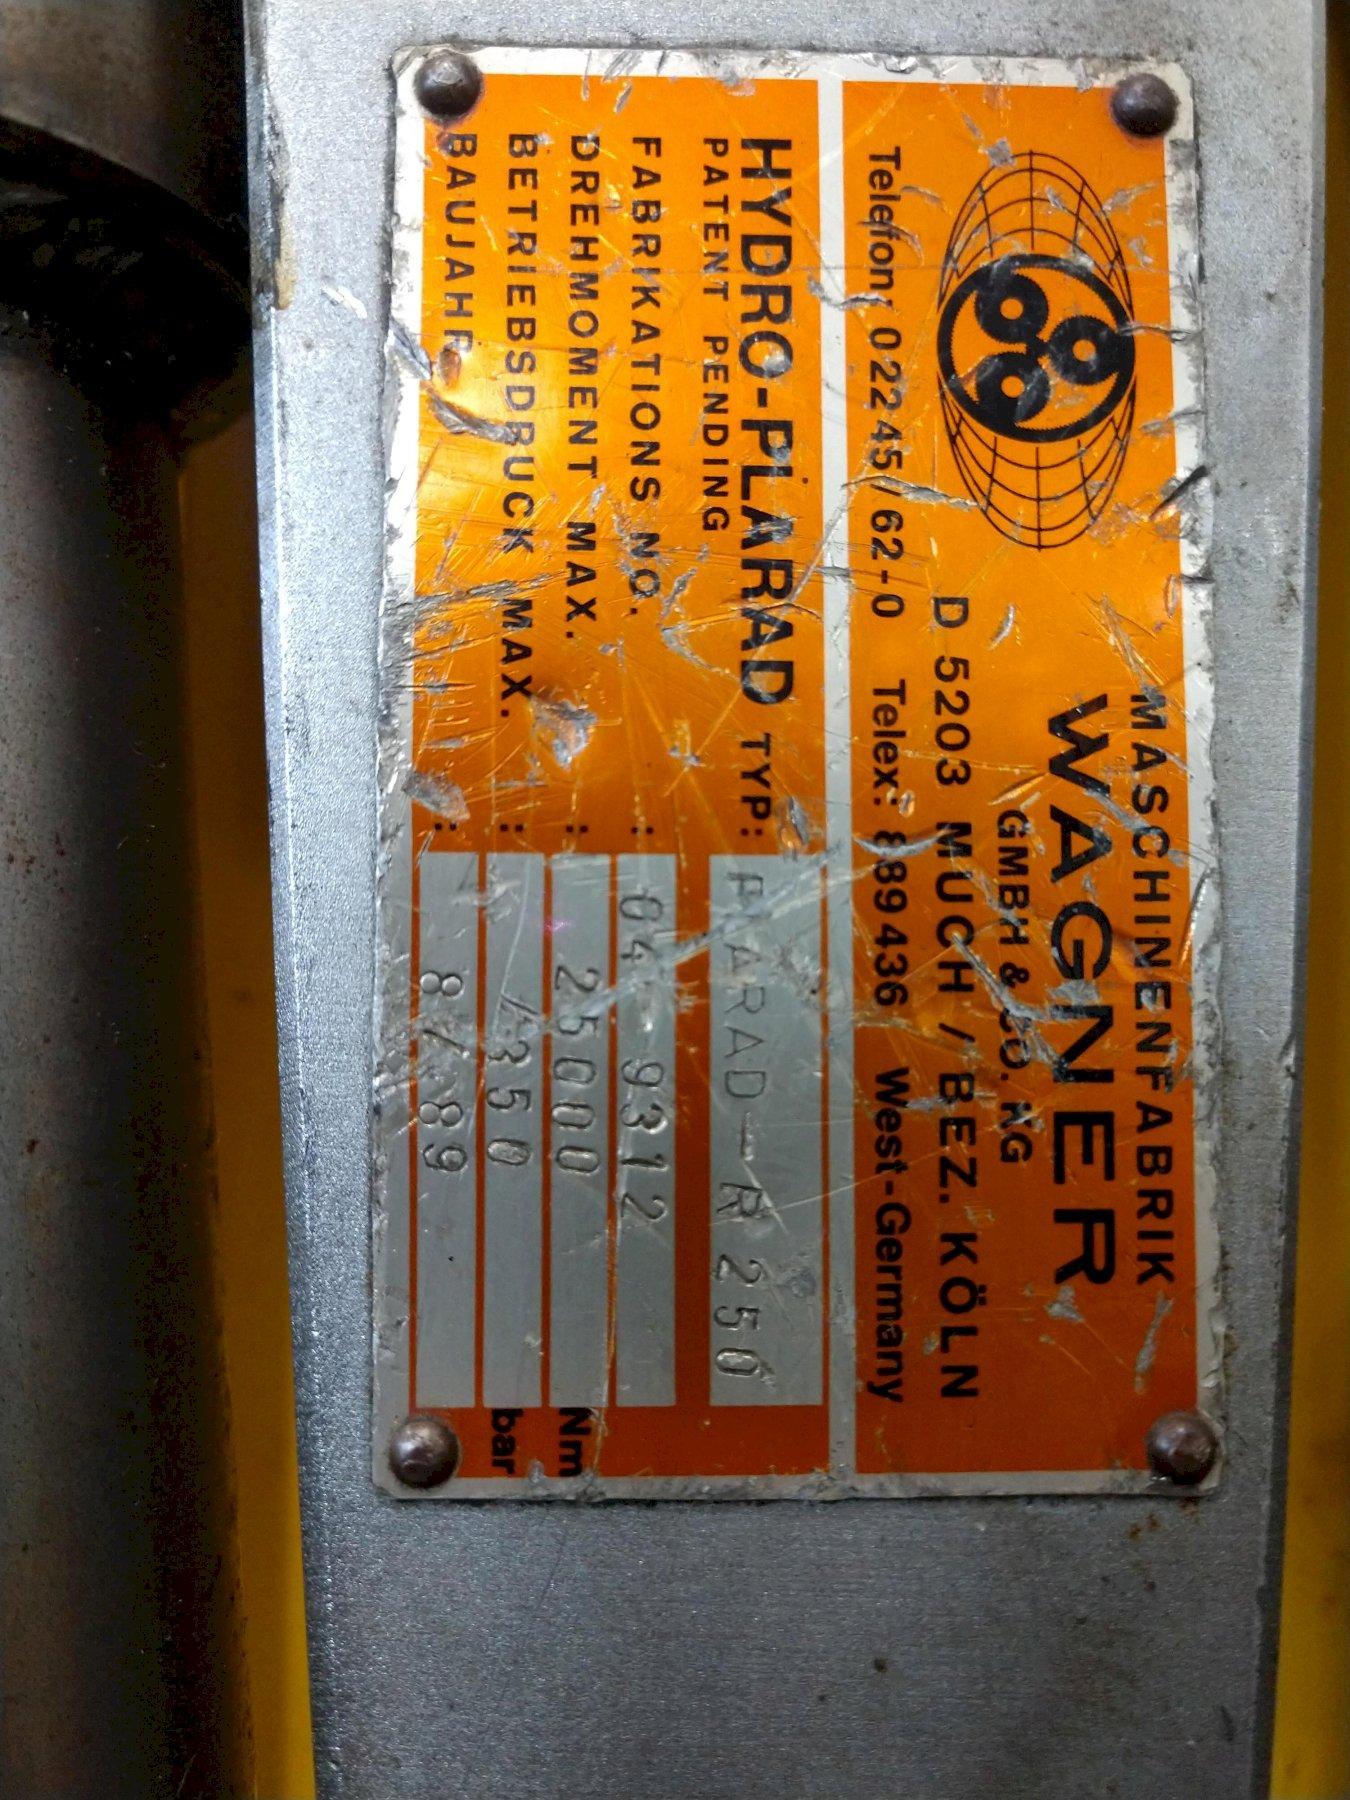 MASCHINENFABRIK
WAGNER
GMBH & CO. KG
D 5203 MUCH / BEZ. KÖLN
Telefon: 02245/62-0 Telex: 889436 West-Germany
HYDRO-PLARAD TYP: PLARAD-R 250
PATENT PENDING
FABRIKATIONS NO. : 04-9312
DREHMOMENT MAX. : 25000 Nm
BETRIEBSDRUCK MAX. : /350 bar
BAUJAHR : 8/89